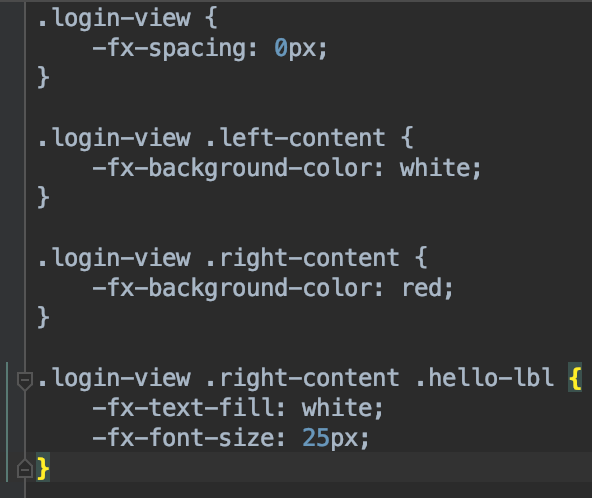 .login-view {
    -fx-spacing: 0px;
}

.login-view .left-content {
    -fx-background-color: white;
}

.login-view .right-content {
    -fx-background-color: red;
}

.login-view .right-content .hello-lbl {
    -fx-text-fill: white;
    -fx-font-size: 25px;
}